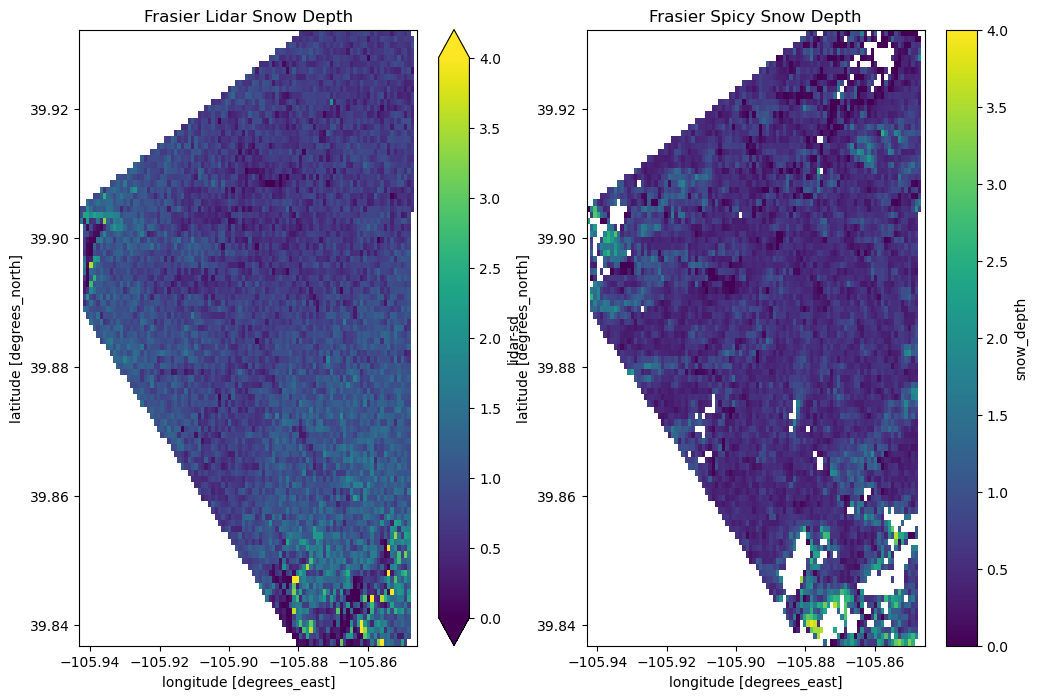 Frasier Lidar Snow Depth
39.92
39.90
39.88
39.86
39.84
latitude [degrees_north]
−105.94 −105.92 −105.90 −105.88 −105.86
longitude [degrees_east]
4.0
3.5
3.0
2.5
2.0
1.5
1.0
0.5
0.0
lidar-sd
Frasier Spicy Snow Depth
39.92
39.90
39.88
39.86
39.84
latitude [degrees_north]
−105.94 −105.92 −105.90 −105.88 −105.86
longitude [degrees_east]
4.0
3.5
3.0
2.5
2.0
1.5
1.0
0.5
0.0
snow_depth